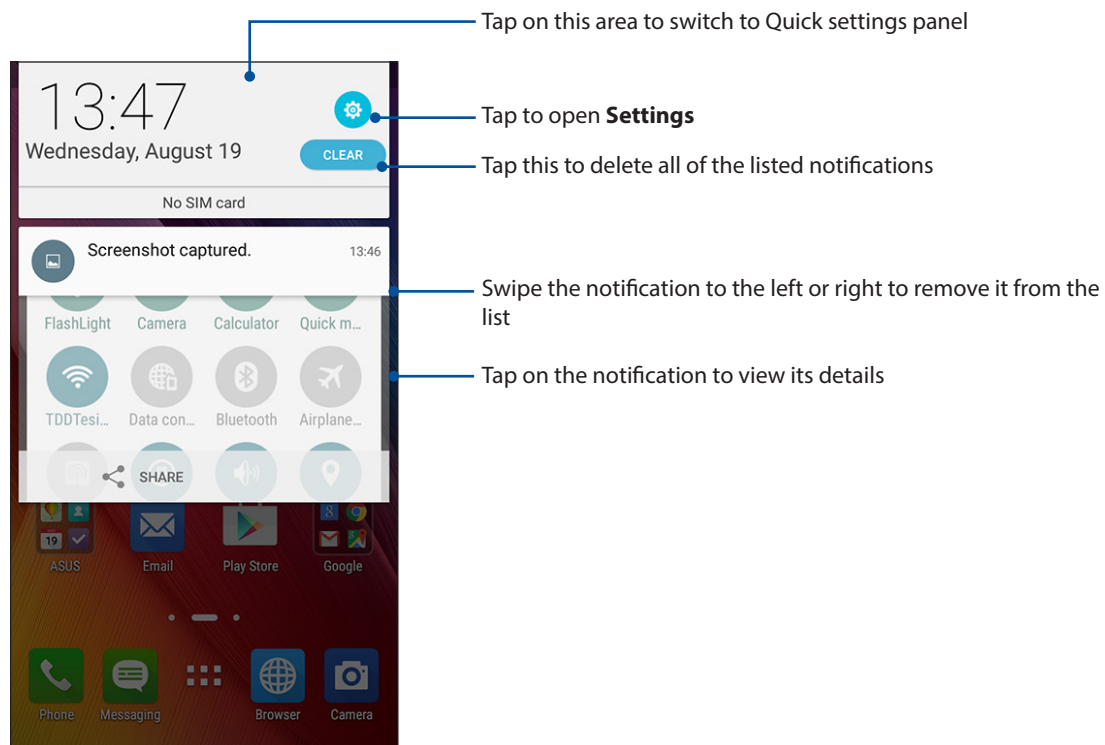 Tap on this area to switch to Quick settings panel
13:47
Tap to open Settings
Wednesday, August 19
CLEAR
Tap this to delete all of the listed notifications
No SIM card
Screenshot captured.
13:46
Swipe the notification to the left or right to remove it from the
list
FlashLight
Camera
Calculator
Quick m...
Tap on the notification to view its details
TDDTesi...
Data con...
Bluetooth
Airplane...
SHARE
19
8
ASUS
Email
Play Store
Google
Phone
Messaging
Browser
Camera